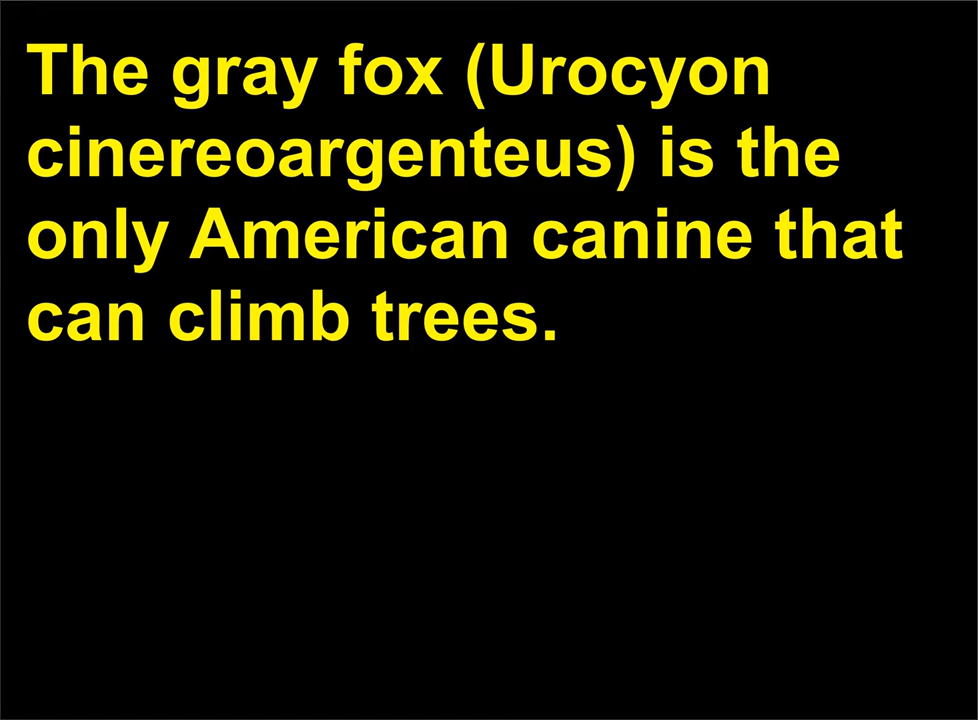 The gray fox (Urocyon
cinereoargenteus) is the
only American canine that
can climb trees.